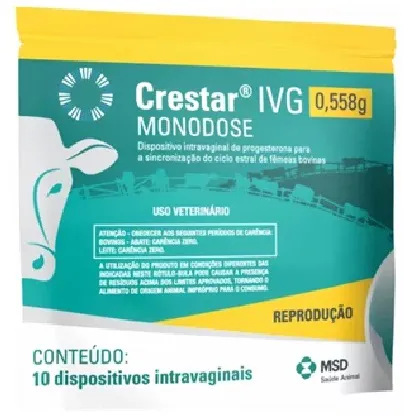 Crestar® IVG 0,558g
MONODOSE
Dispositivo intravaginal de progesterona para
a sincronização do ciclo estral de fêmeas bovinas
USO VETERINÁRIO
ATENÇÃO - OBEDECER AOS SEGUINTES PERÍODOS DE CARÊNCIA:
BOVINOS - ABATE: CARÊNCIA ZERO.
LEITE: CARÊNCIA ZERO.
A UTILIZAÇÃO DO PRODUTO EM CONDIÇÕES DIFERENTES DAS
INDICADAS NESTE RÓTULO-BULA PODE CAUSAR A PRESENÇA
DE RESÍDUOS ACIMA DOS LIMITES APROVADOS, TORNANDO O
ALIMENTO DE ORIGEM ANIMAL IMPRÓPRIO PARA O CONSUMO.
REPRODUÇÃO
CONTEÚDO:
10 dispositivos intravaginais
MSD
Saúde Animal